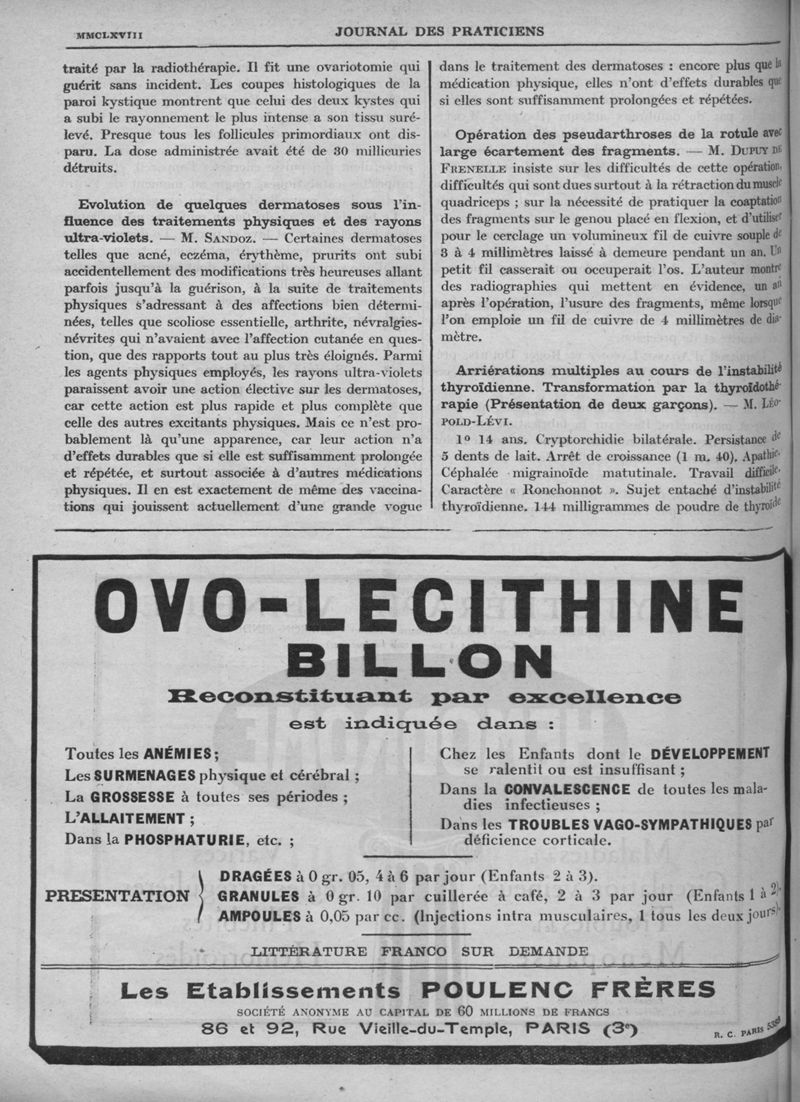 MMCLXVIII
JOURNAL DES PRATICIENS
traité par la radiothérapie. Il fit une ovariotomie qui
guérit sans incident. Les coupes histologiques de la
paroi kystique montrent que celui des deux kystes qui
a subi le rayonnement le plus intense a son tissu suré-
levé. Presque tous les follicules primordiaux ont dis-
paru. La dose administrée avait été de 30 millicuries
détruits.
Evolution de quelques dermatoses sous l'in-
fluence des traitements physiques et des rayons
ultra-violets. — M. SANDOZ. — Certaines dermatoses
telles que acné, eczéma, érythème, prurits ont subi
accidentellement des modifications très heureuses allant
parfois jusqu'à la guérison, à la suite de traitements
physiques s'adressant à des affections bien détermi-
nées, telles que scoliose essentielle, arthrite, névralgies-
névrites qui n'avaient avec l'affection cutanée en ques-
tion, que des rapports tout au plus très éloignés. Parmi
les agents physiques employés, les rayons ultra-violets
paraissent avoir une action élective sur les dermatoses,
car cette action est plus rapide et plus complète que
celle des autres excitants physiques. Mais ce n'est pro-
bablement là qu'une apparence, car leur action n'a
d'effets durables que si elle est suffisamment prolongée
et répétée, et surtout associée à d'autres médications
physiques. Il en est exactement de même des vaccina-
tions qui jouissent actuellement d'une grande vogue
dans le traitement des dermatoses : encore plus que la
médication physique, elles n'ont d'effets durables que
si elles sont suffisamment prolongées et répétées.
Opération des pseudarthroses de la rotule avec
large écartement des fragments. — M. DUPUY DE
FRENELLE insiste sur les difficultés de cette opération,
difficultés qui sont dues surtout à la rétraction du muscle
quadriceps ; sur la nécessité de pratiquer la coaptation
des fragments sur le genou placé en flexion, et d'utiliser
pour le cerclage un volumineux fil de cuivre souple de
3 à 4 millimètres laissé à demeure pendant un an. Un
petit fil casserait ou occuperait l'os. L'auteur montre
des radiographies qui mettent en évidence, un an
après l'opération, l'usure des fragments, même lorsque
l'on emploie un fil de cuivre de 4 millimètres de dia-
mètre.
Arriérations multiples au cours de l'instabilité
thyroïdienne. Transformation par la thyroïdothé-
rapie (Présentation de deux garçons). — M. LÉO-
POLD-LÉVI.
1º 14 ans. Cryptorchidie bilatérale. Persistance de
5 dents de lait. Arrêt de croissance (1 m. 40). Apathie.
Céphalée migrainoïde matutinale. Travail difficile.
Caractère « Ronchonnot ». Sujet entaché d'instabilité
thyroïdienne. 144 milligrammes de poudre de thyroïde
OVO-LECITHINE
BILLON
Reconstituant par excellence
est indiquée dans :
Toutes les ANÉMIES ;
Les SURMENAGES physique et cérébral ;
La GROSSESSE à toutes ses périodes ;
L'ALLAITEMENT ;
Dans la PHOSPHATURIE, etc. ;
Chez les Enfants dont le DÉVELOPPEMENT
se ralentit ou est insuffisant ;
Dans la CONVALESCENCE de toutes les mala-
dies infectieuses ;
Dans les TROUBLES VAGO-SYMPATHIQUES par
déficience corticale.
PRESENTATION
DRAGÉES à 0 gr. 05, 4 à 6 par jour (Enfants 2 à 3).
GRANULES à 0 gr. 10 par cuillerée à café, 2 à 3 par jour (Enfants 1 à 2).
AMPOULES à 0,05 par cc. (Injections intra musculaires, 1 tous les deux jours).
LITTÉRATURE FRANCO SUR DEMANDE
Les Etablissements POULENC FRÈRES
SOCIÉTÉ ANONYME AU CAPITAL DE 60 MILLIONS DE FRANCS
86 et 92, Rue Vieille-du-Temple, PARIS (3e)
R. C. PARIS